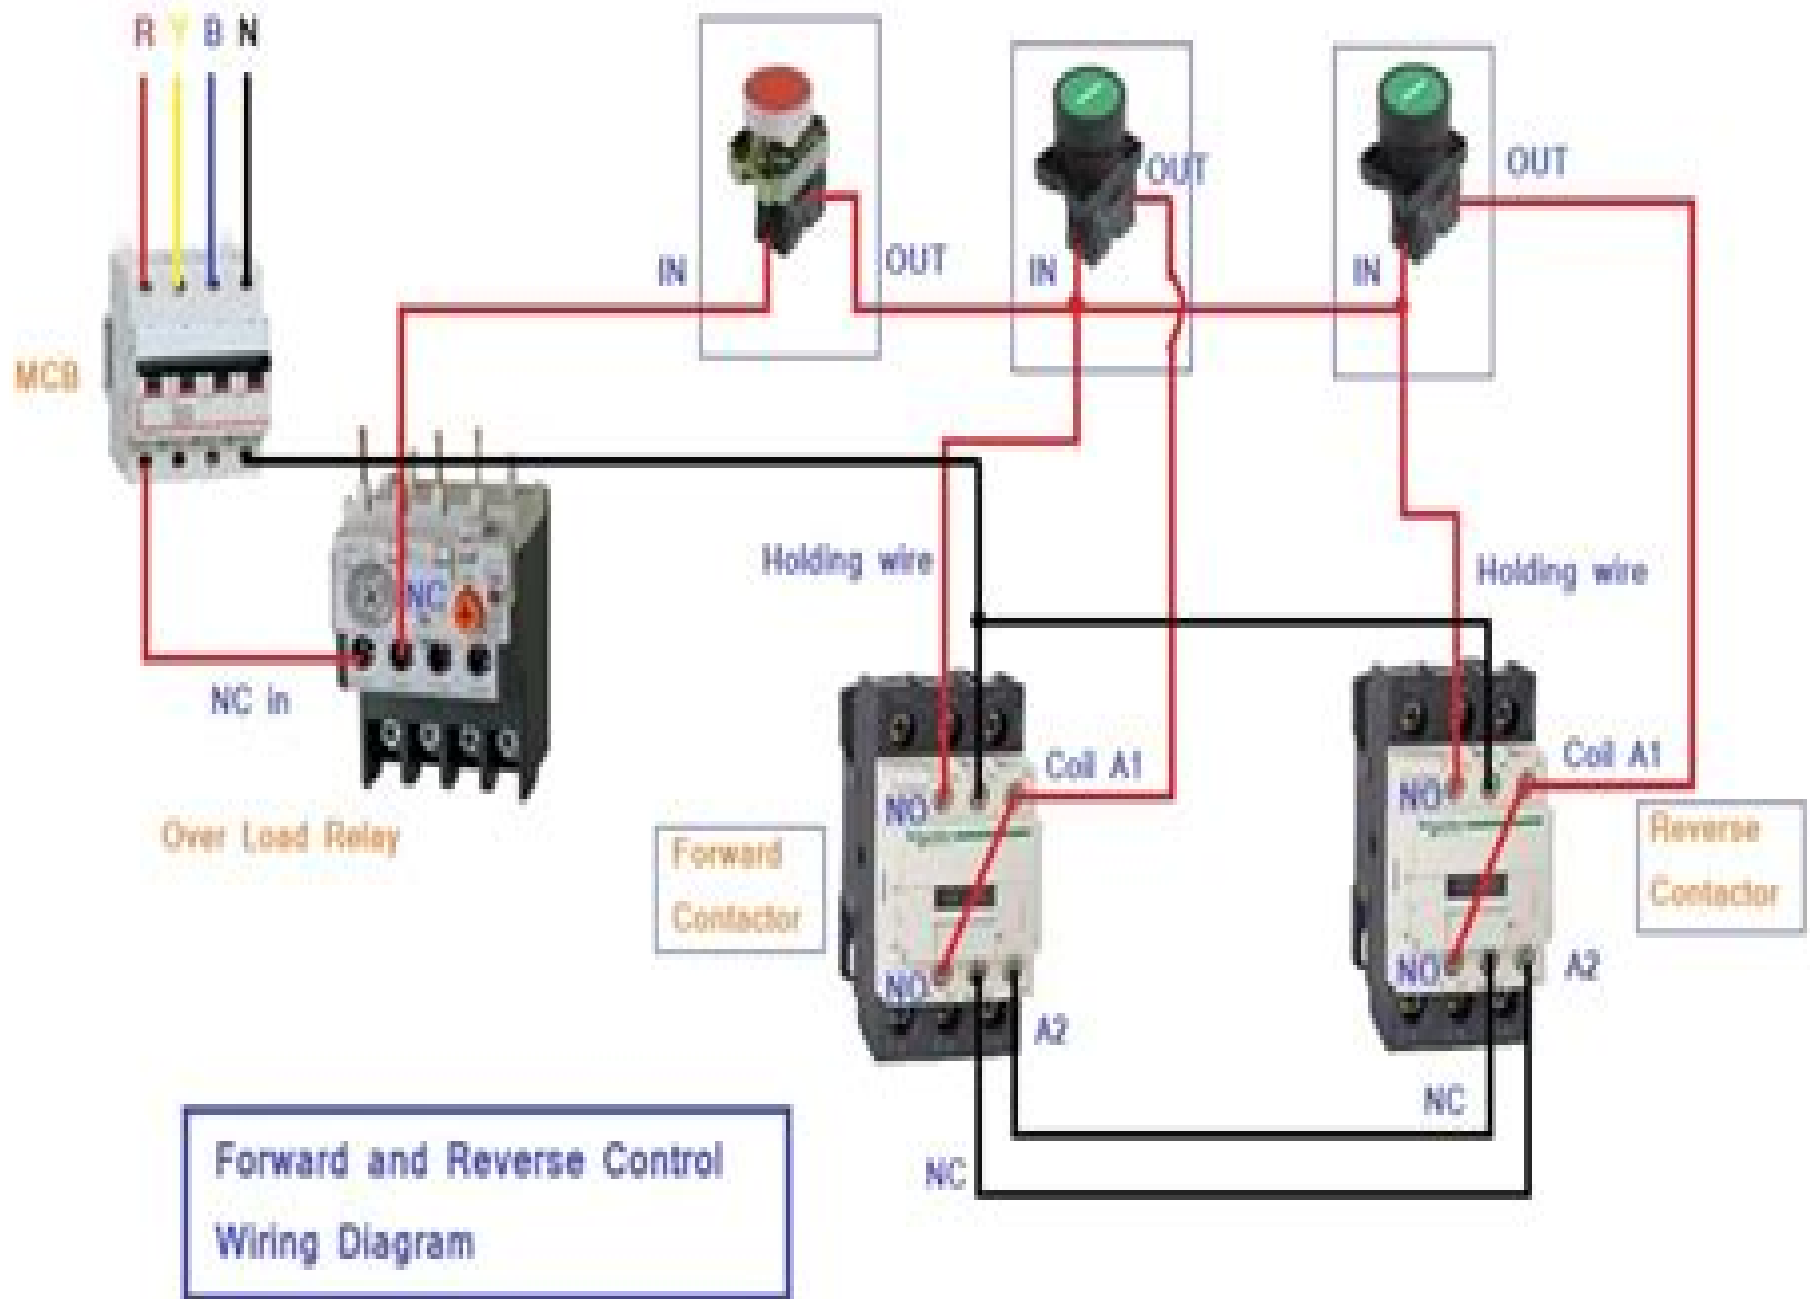 R Y B N
OUT
OUT
IN
OUT
IN
IN
MCB
NC
Holding wire
Holding wire
NC in
Coil A1
Coil A1
NO
NO
Over Load Relay
Forward
Contactor
Reverse
Contactor
NO
NO
A2
A2
NC
NC
Forward and Reverse Control
Wiring Diagram